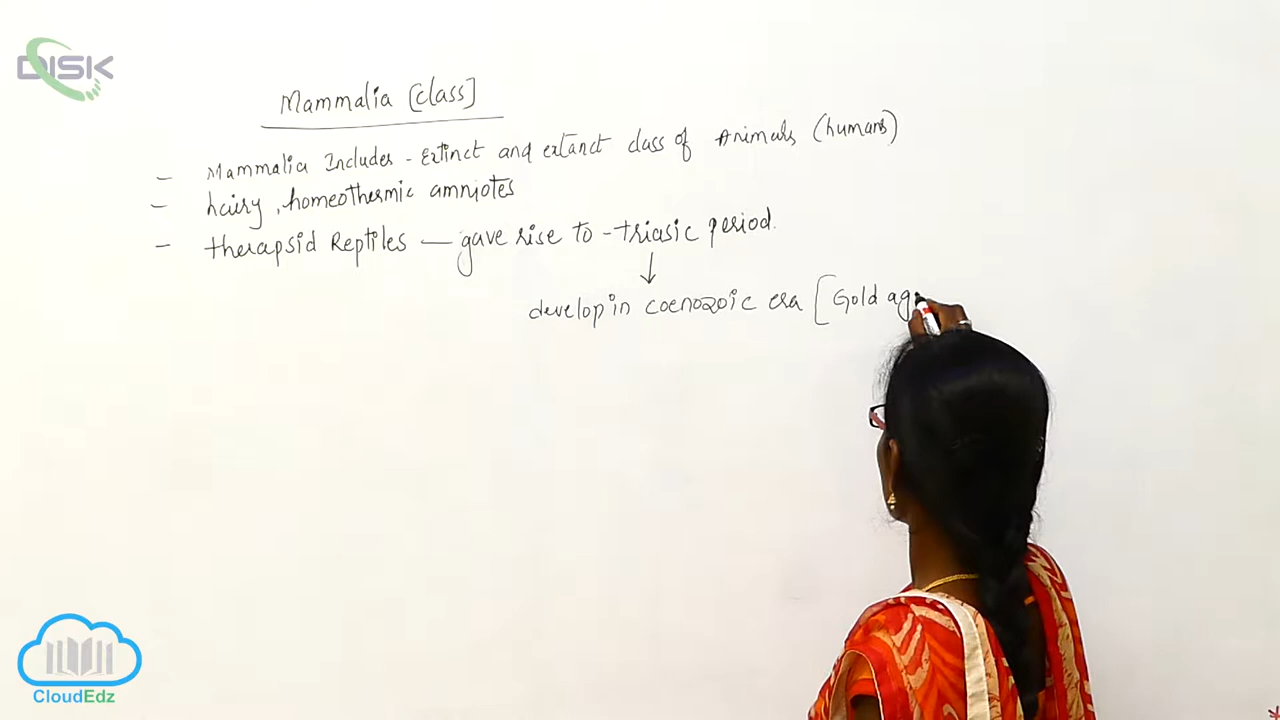 DISK
Mammalia [class]
- Mammalia Includes - Extinct and extanct class of Animals (humans)
- hairy, homeothermic amniotes
- therapsid Reptiles — gave rise to - triasic period.
↓
develop in coenozoic era [Gold ag
CloudEdz